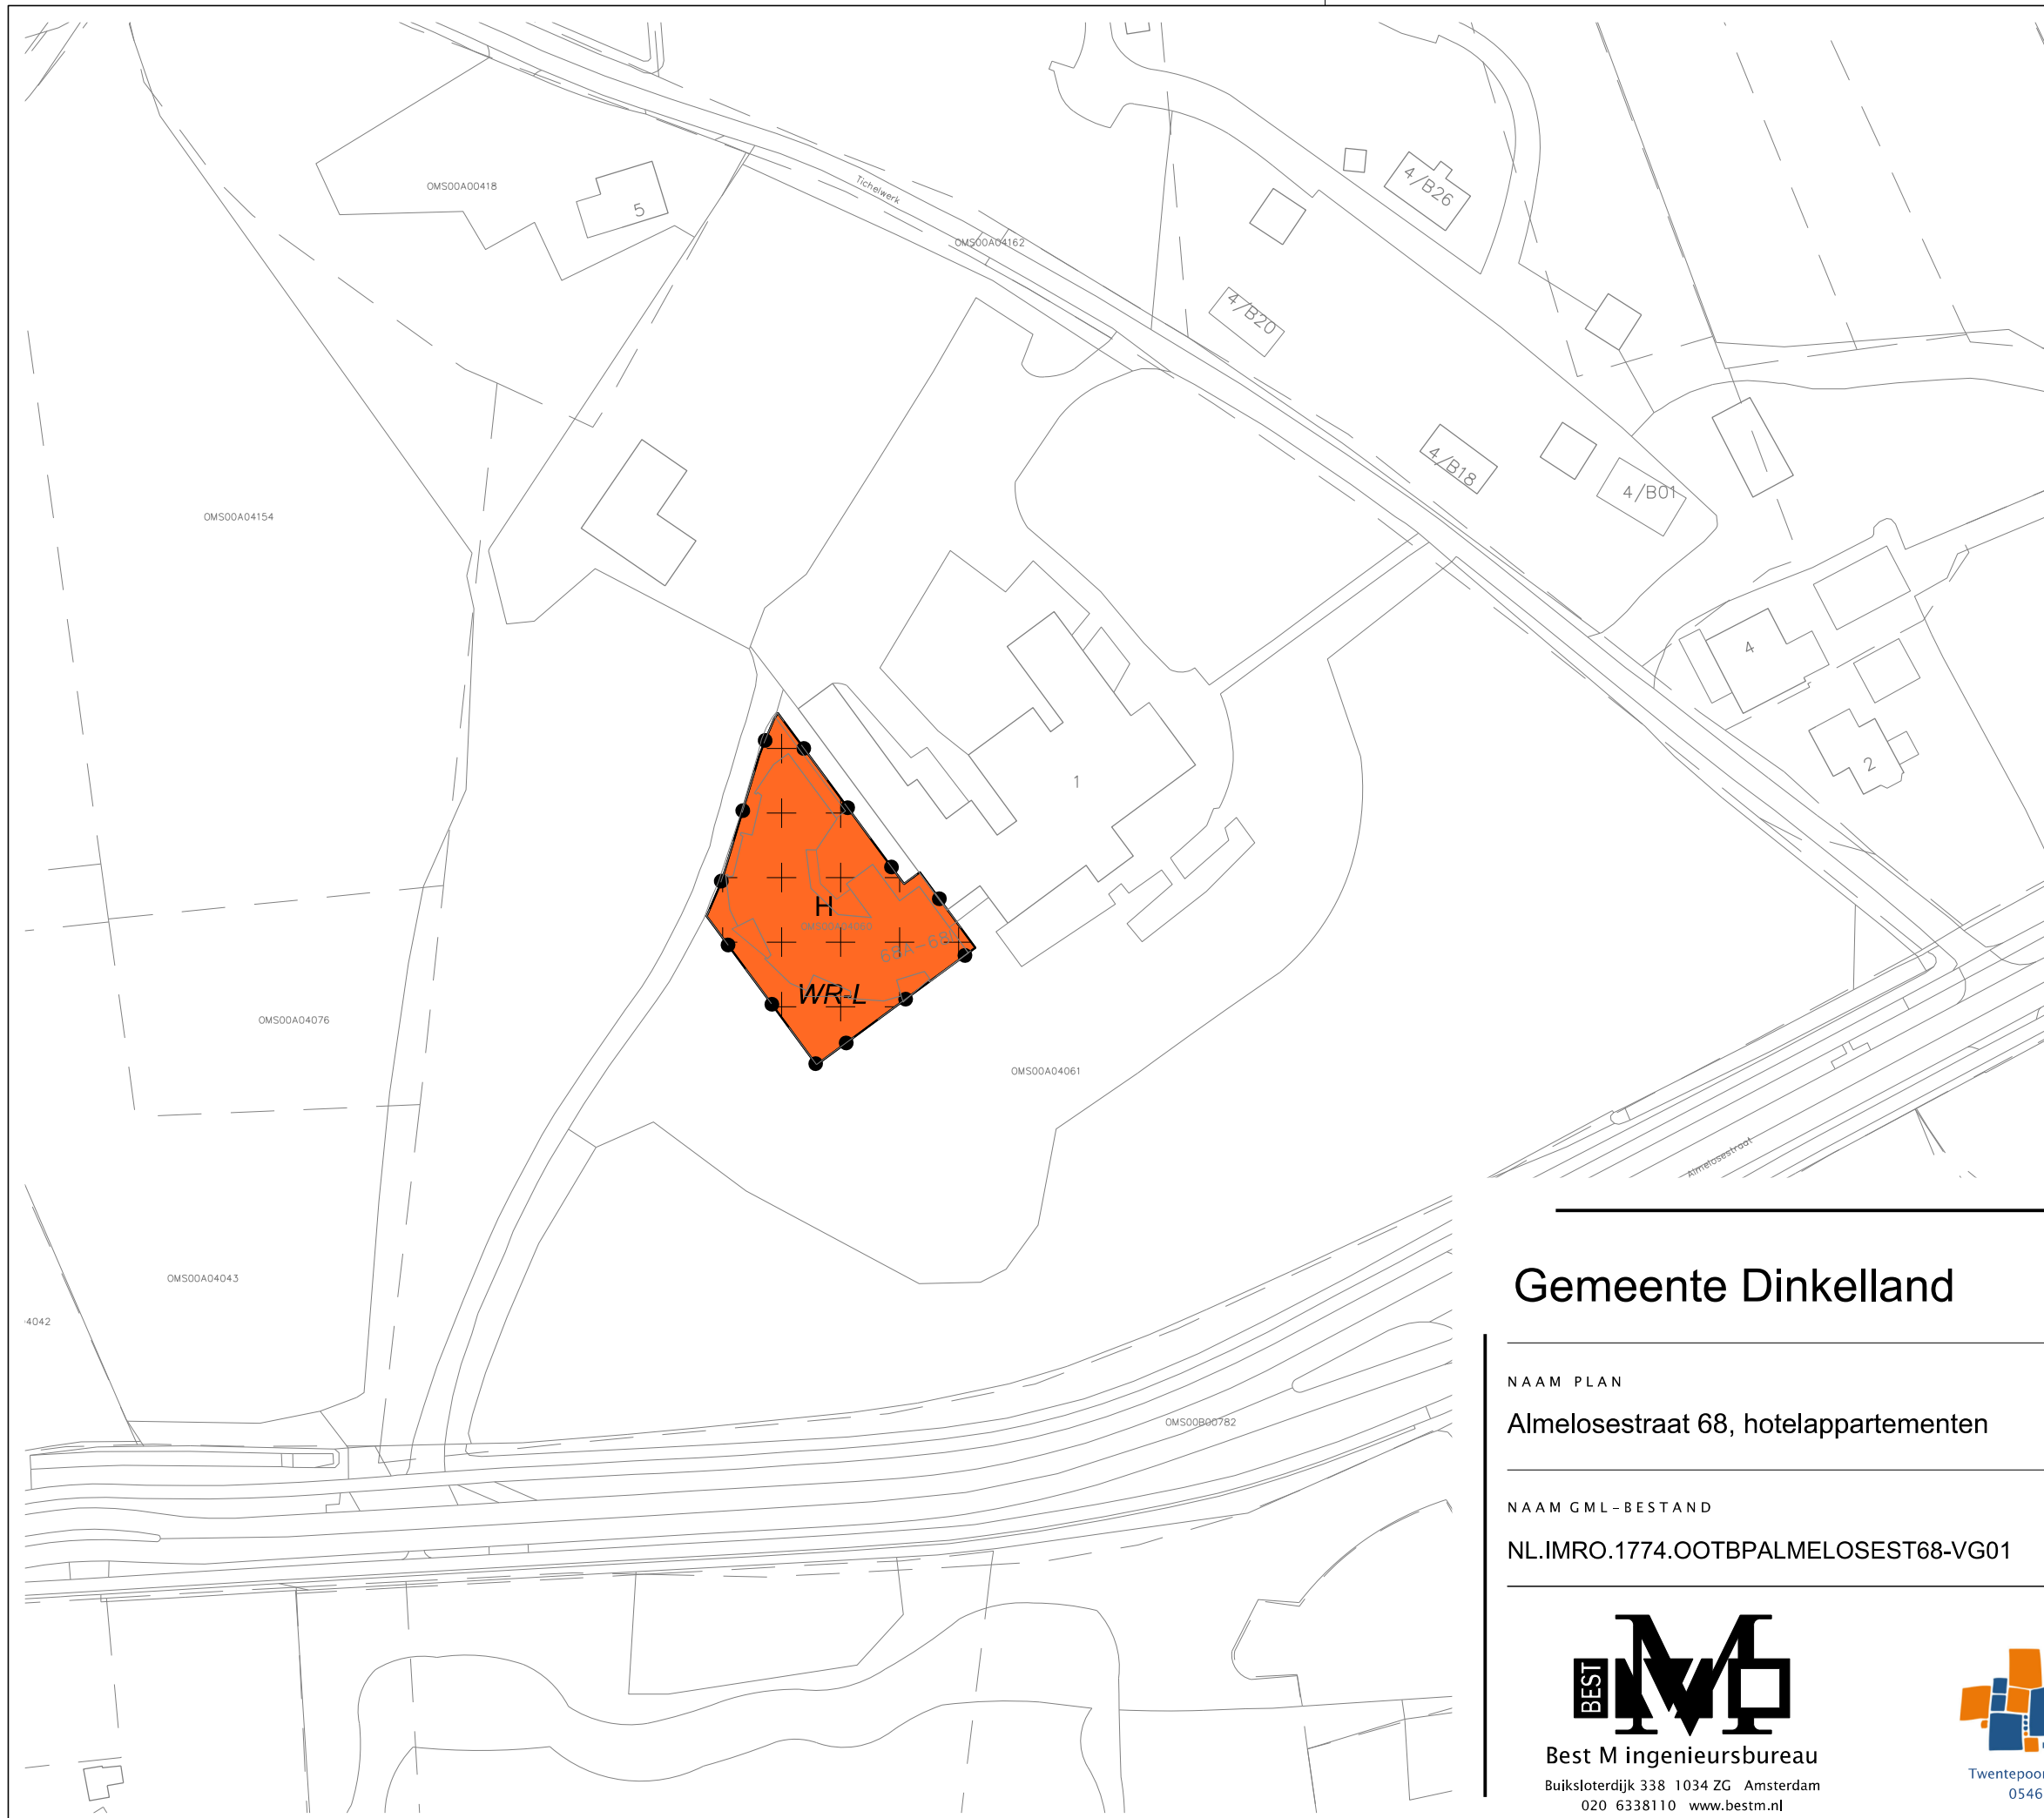 OMS00A00418
5
Tichelwerk
OMS00A04162
4/B26
4/B20
4/B18
4/B01
OMS00A04154
4
2
1
H
OMS00A04060
WR-L
OMS00A04076
OMS00A04061
Almelosestraat
OMS00A04043
4042
OMS00B00782
Gemeente Dinkelland
NAAM PLAN
Almelosestraat 68, hotelappartementen
NAAM GML-BESTAND
NL.IMRO.1774.OOTBPALMELOSEST68-VG01
BEST
M
Best M ingenieursbureau
Buiksloterdijk 338 1034 ZG Amsterdam
020 6338110 www.bestm.nl
Twentepoor
0546